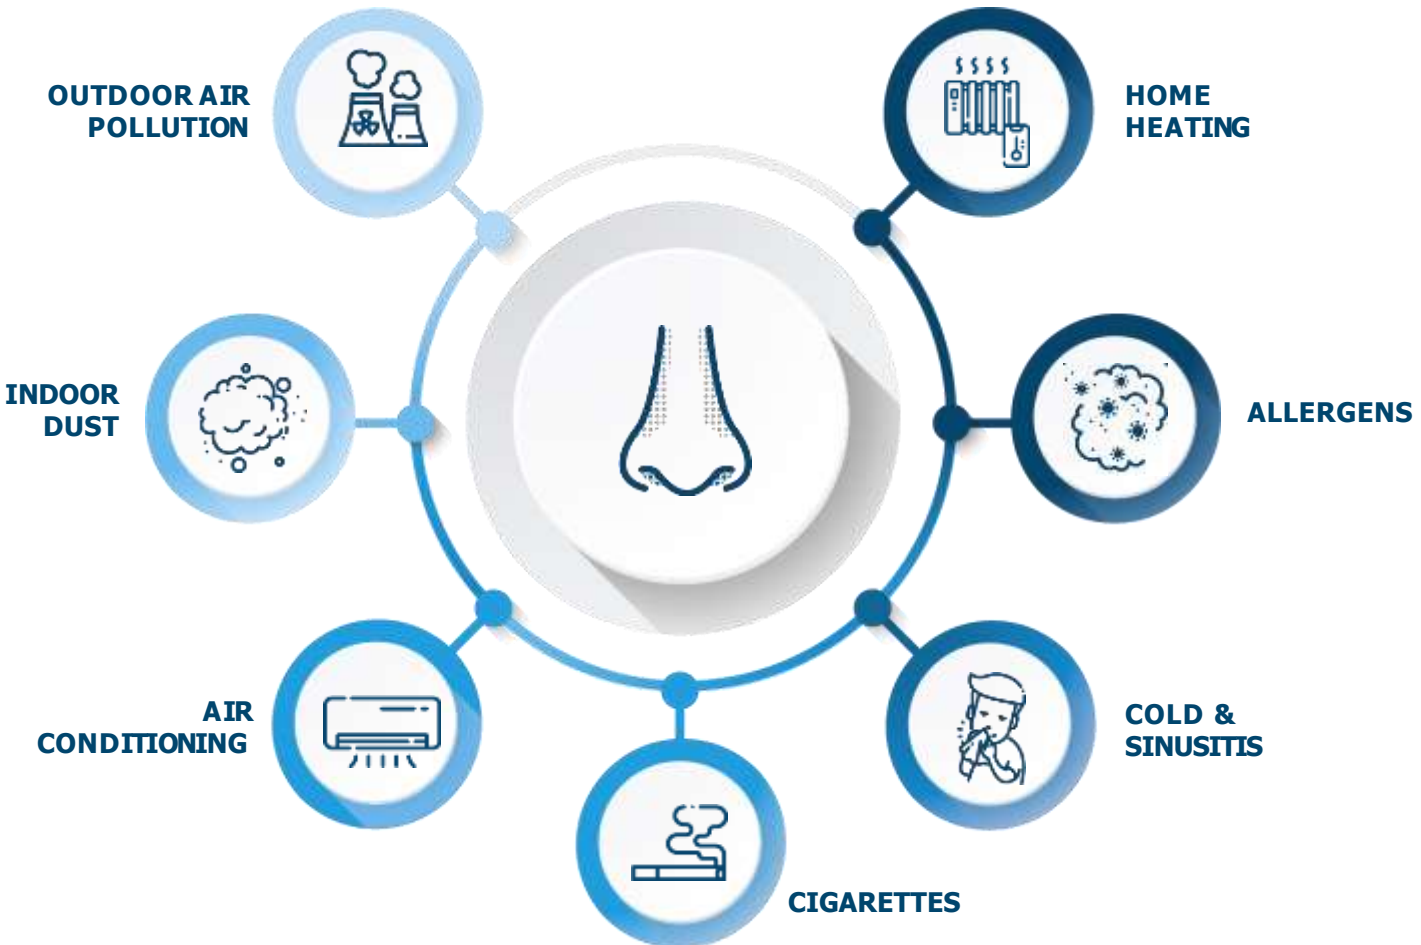 OUTDOOR AIR
POLLUTION
HOME
HEATING
INDOOR
DUST
ALLERGENS
AIR
CONDITIONING
COLD &
SINUSITIS
CIGARETTES